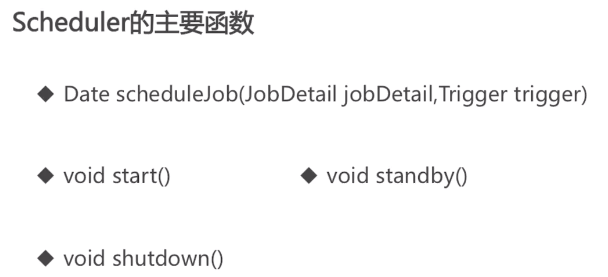 Scheduler的主要函数
◆ Date scheduleJob(JobDetail jobDetail,Trigger trigger)
◆ void start() ◆ void standby()
◆ void shutdown()